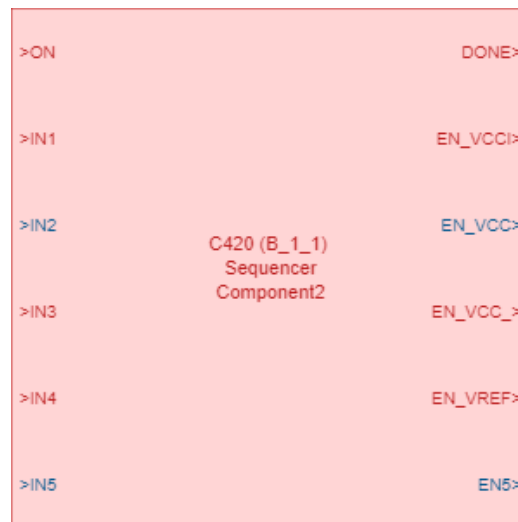 >ON
DONE>
>IN1
EN_VCCI>
>IN2
EN_VCC>
C420 (B_1_1)
Sequencer
Component2
>IN3
EN_VCC_>
>IN4
EN_VREF>
>IN5
EN5>